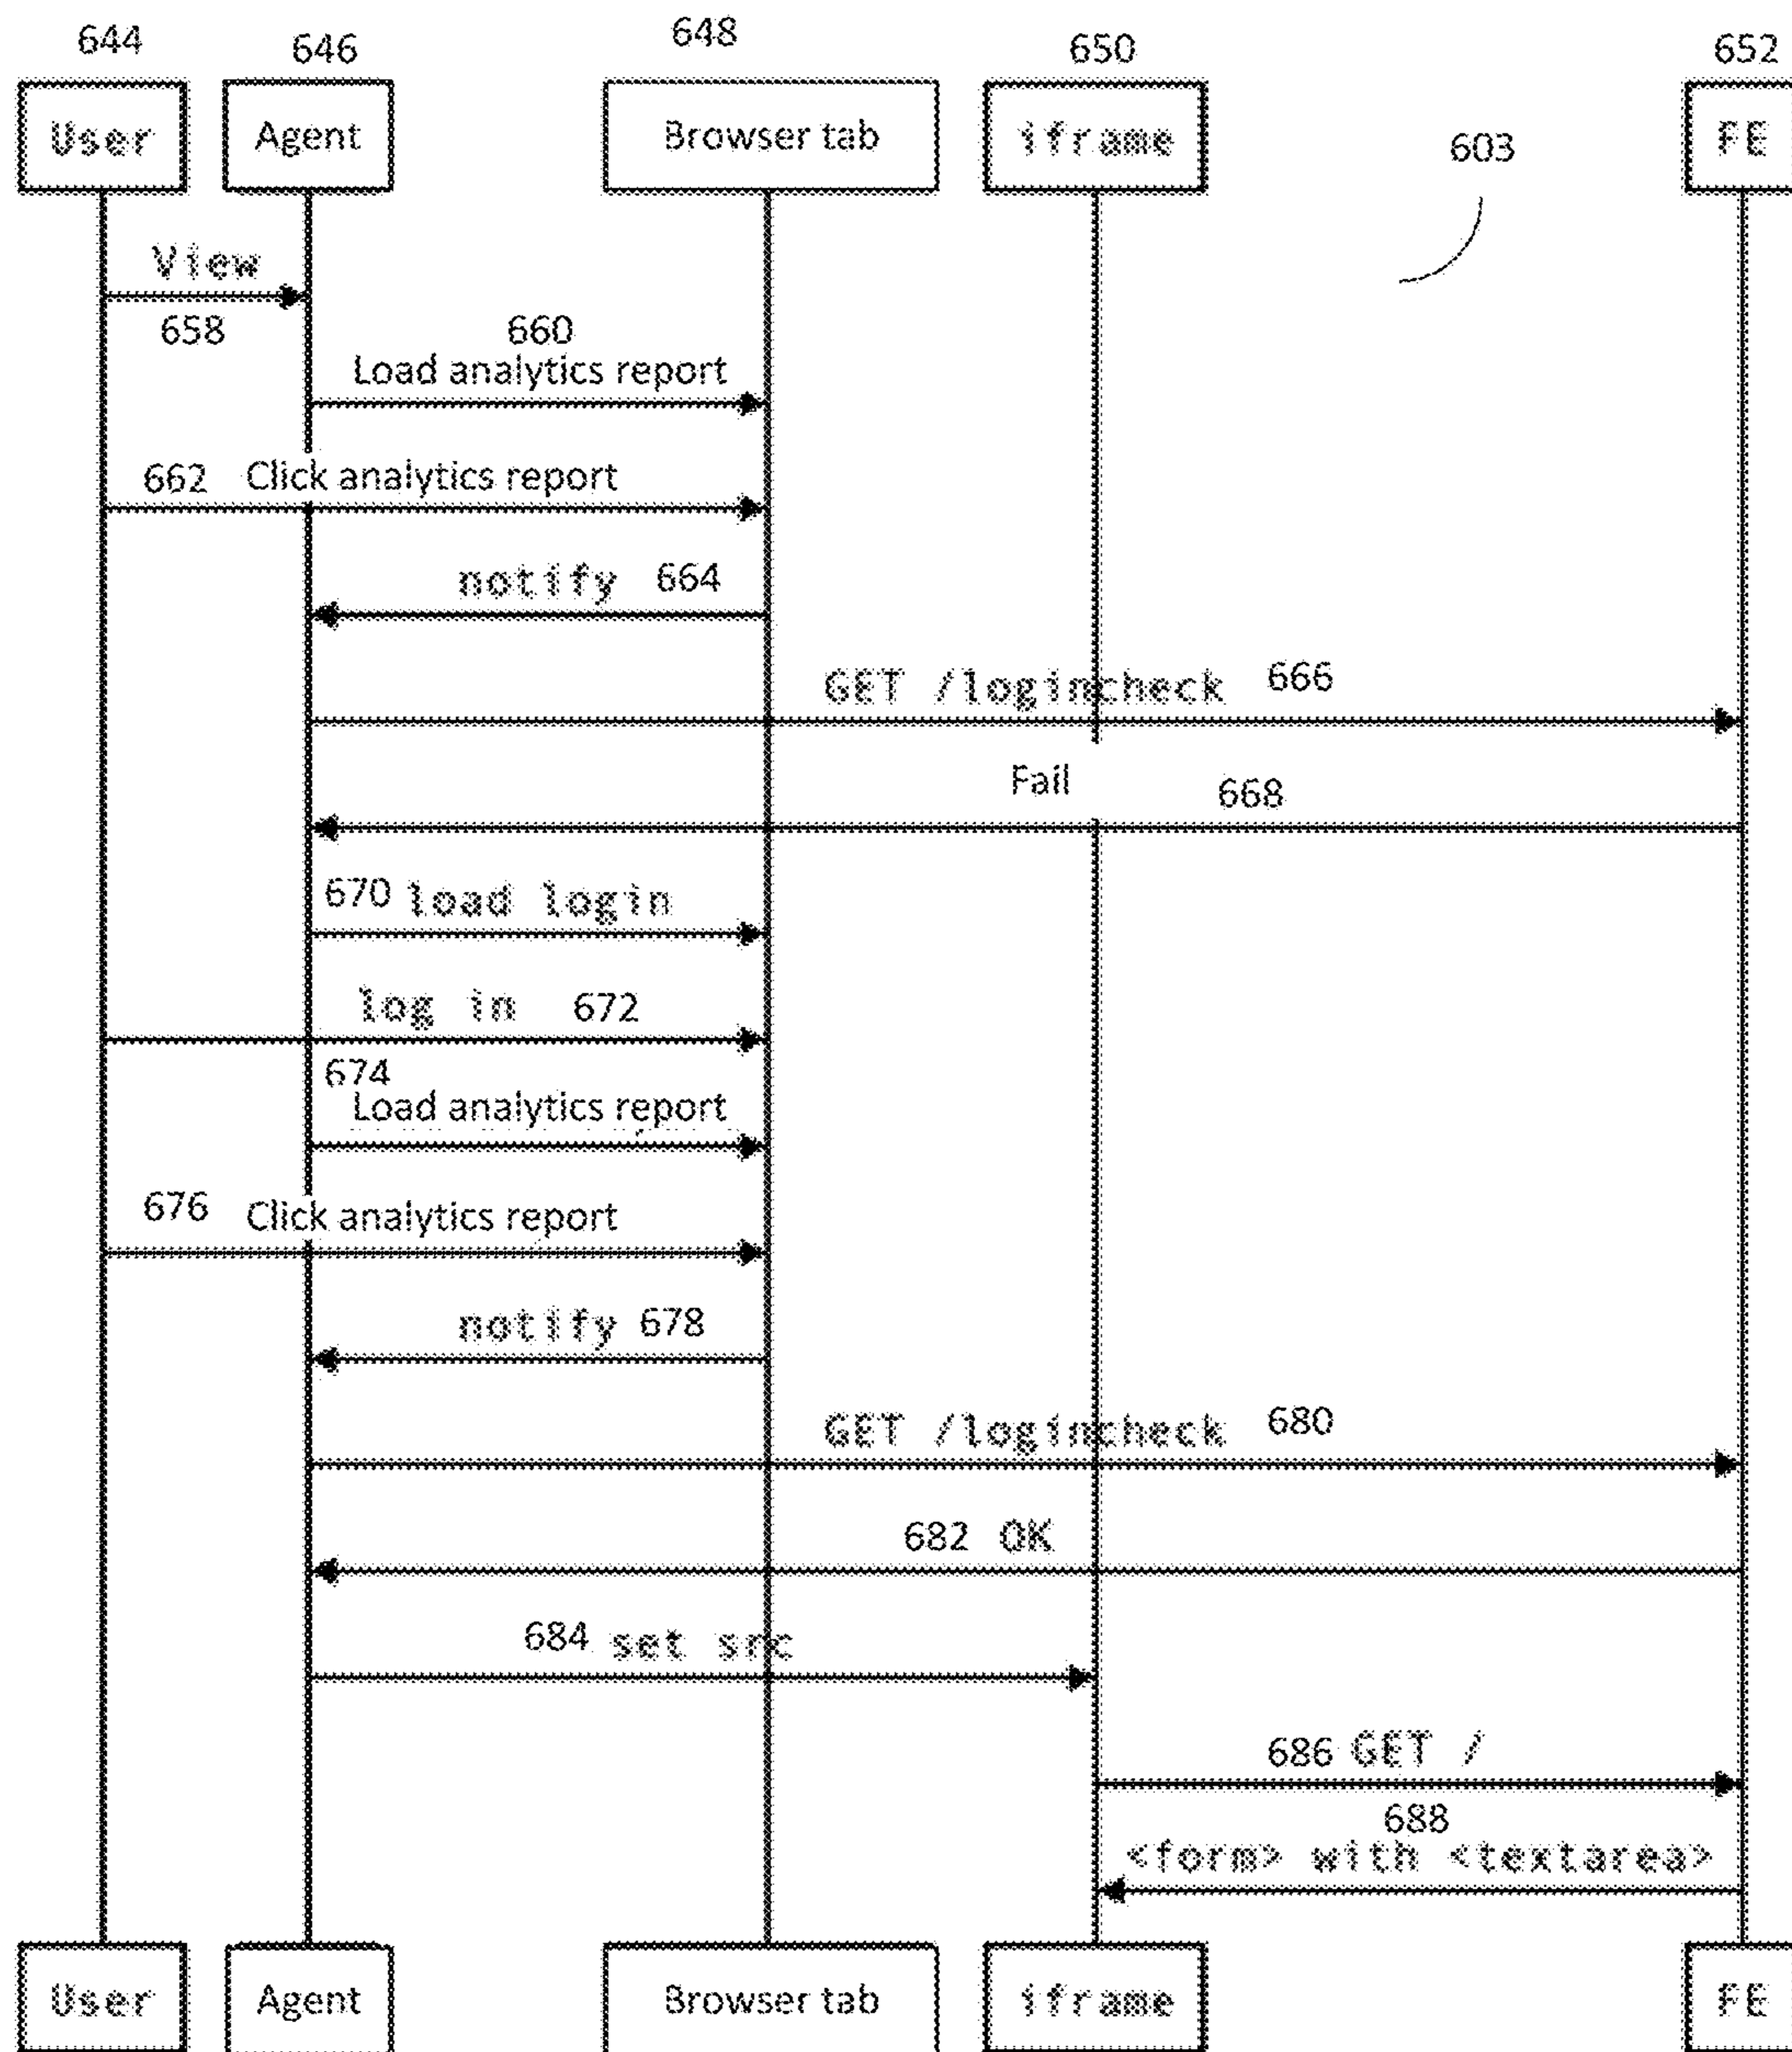 644 646 648 650 652
User Agent Browser tab iframe FE
603
View
658
660
Load analytics report
662 Click analytics report
notify 664
GET /logincheck 666
Fail 668
670 load login
log in 672
674
Load analytics report
676 Click analytics report
notify 678
GET /logincheck 680
682 OK
684 set src
686 GET /
688
<form> with <textarea>
User Agent Browser tab iframe FE